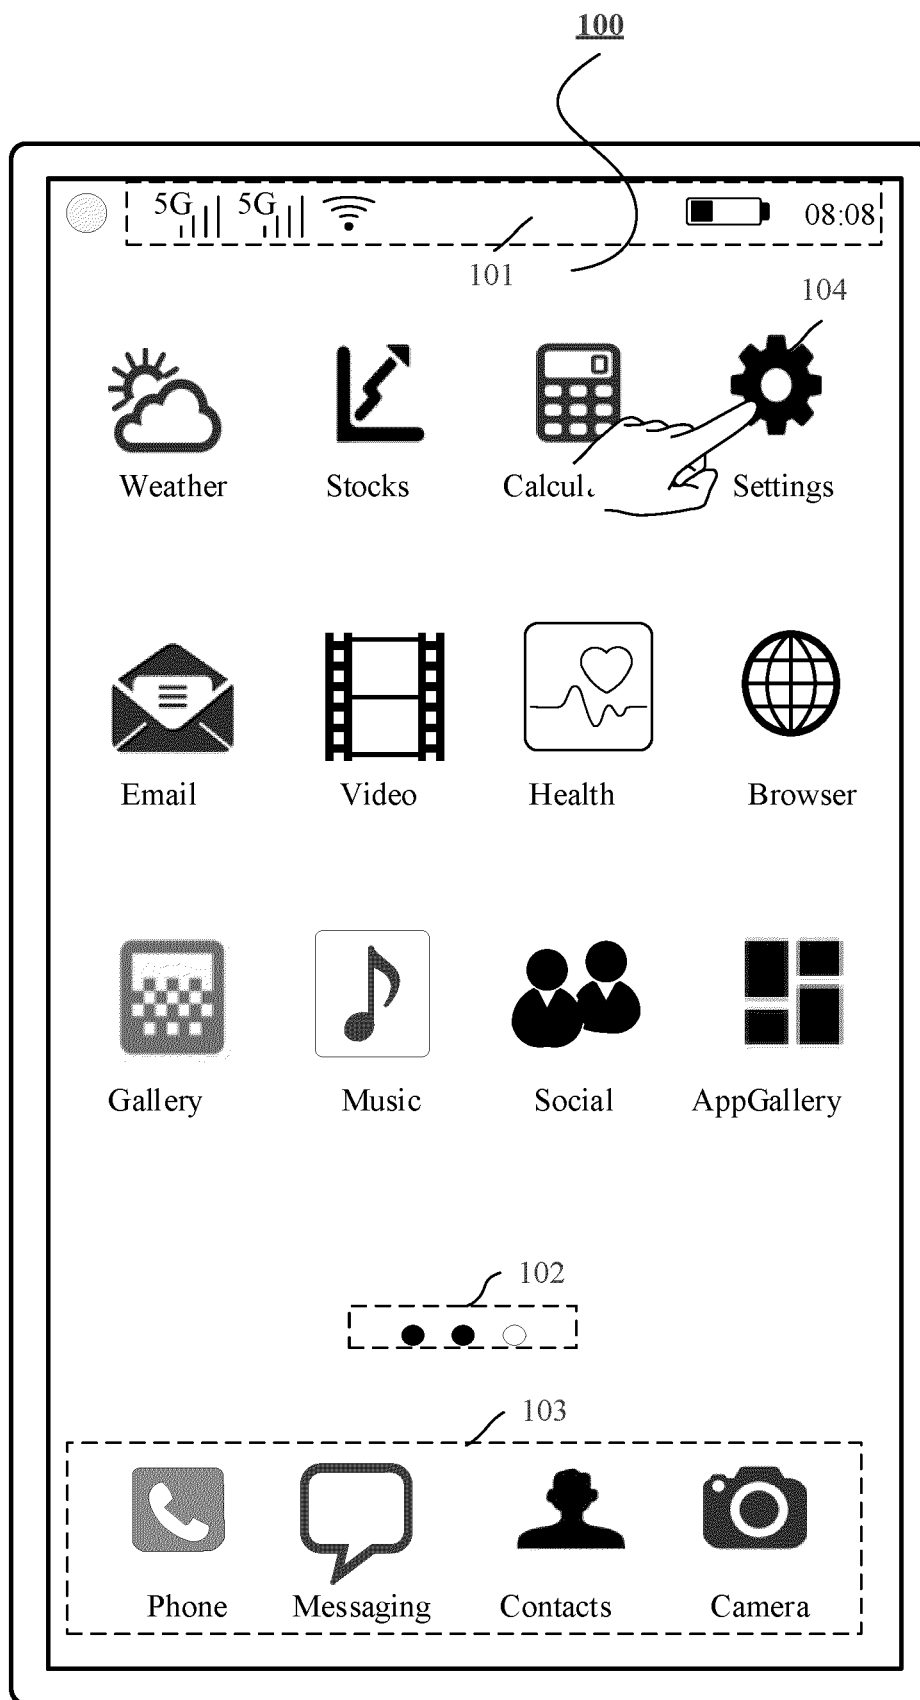 100
5G 5G 08:08
101
104
Weather Stocks Settings
Email Video Health Browser
Gallery Music Social AppGallery
102
103
Phone Messaging Contacts Camera